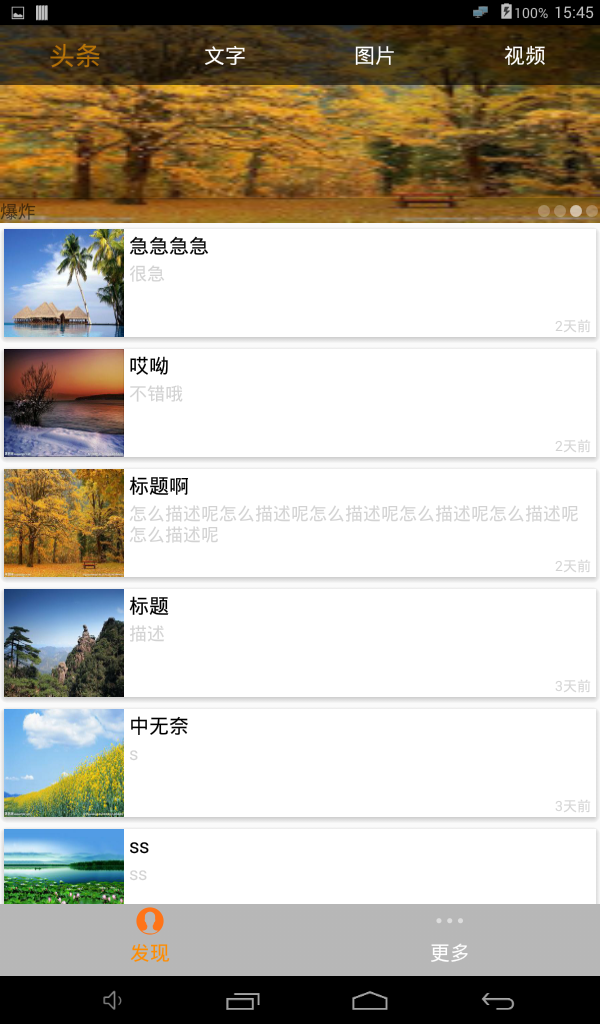 100% 15:45
头条 文字 图片 视频
爆炸
急急急急
很急
2天前
哎呦
不错哦
2天前
标题啊
怎么描述呢怎么描述呢怎么描述呢怎么描述呢怎么描述呢
怎么描述呢
2天前
标题
描述
3天前
中无奈
s
3天前
ss
ss
发现 更多